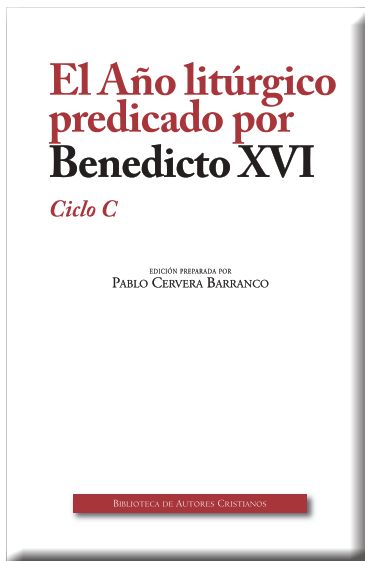 El Año litúrgico
predicado por
Benedicto XVI
Ciclo C
EDICIÓN PREPARADA POR
PABLO CERVERA BARRANCO
BIBLIOTECA DE AUTORES CRISTIANOS